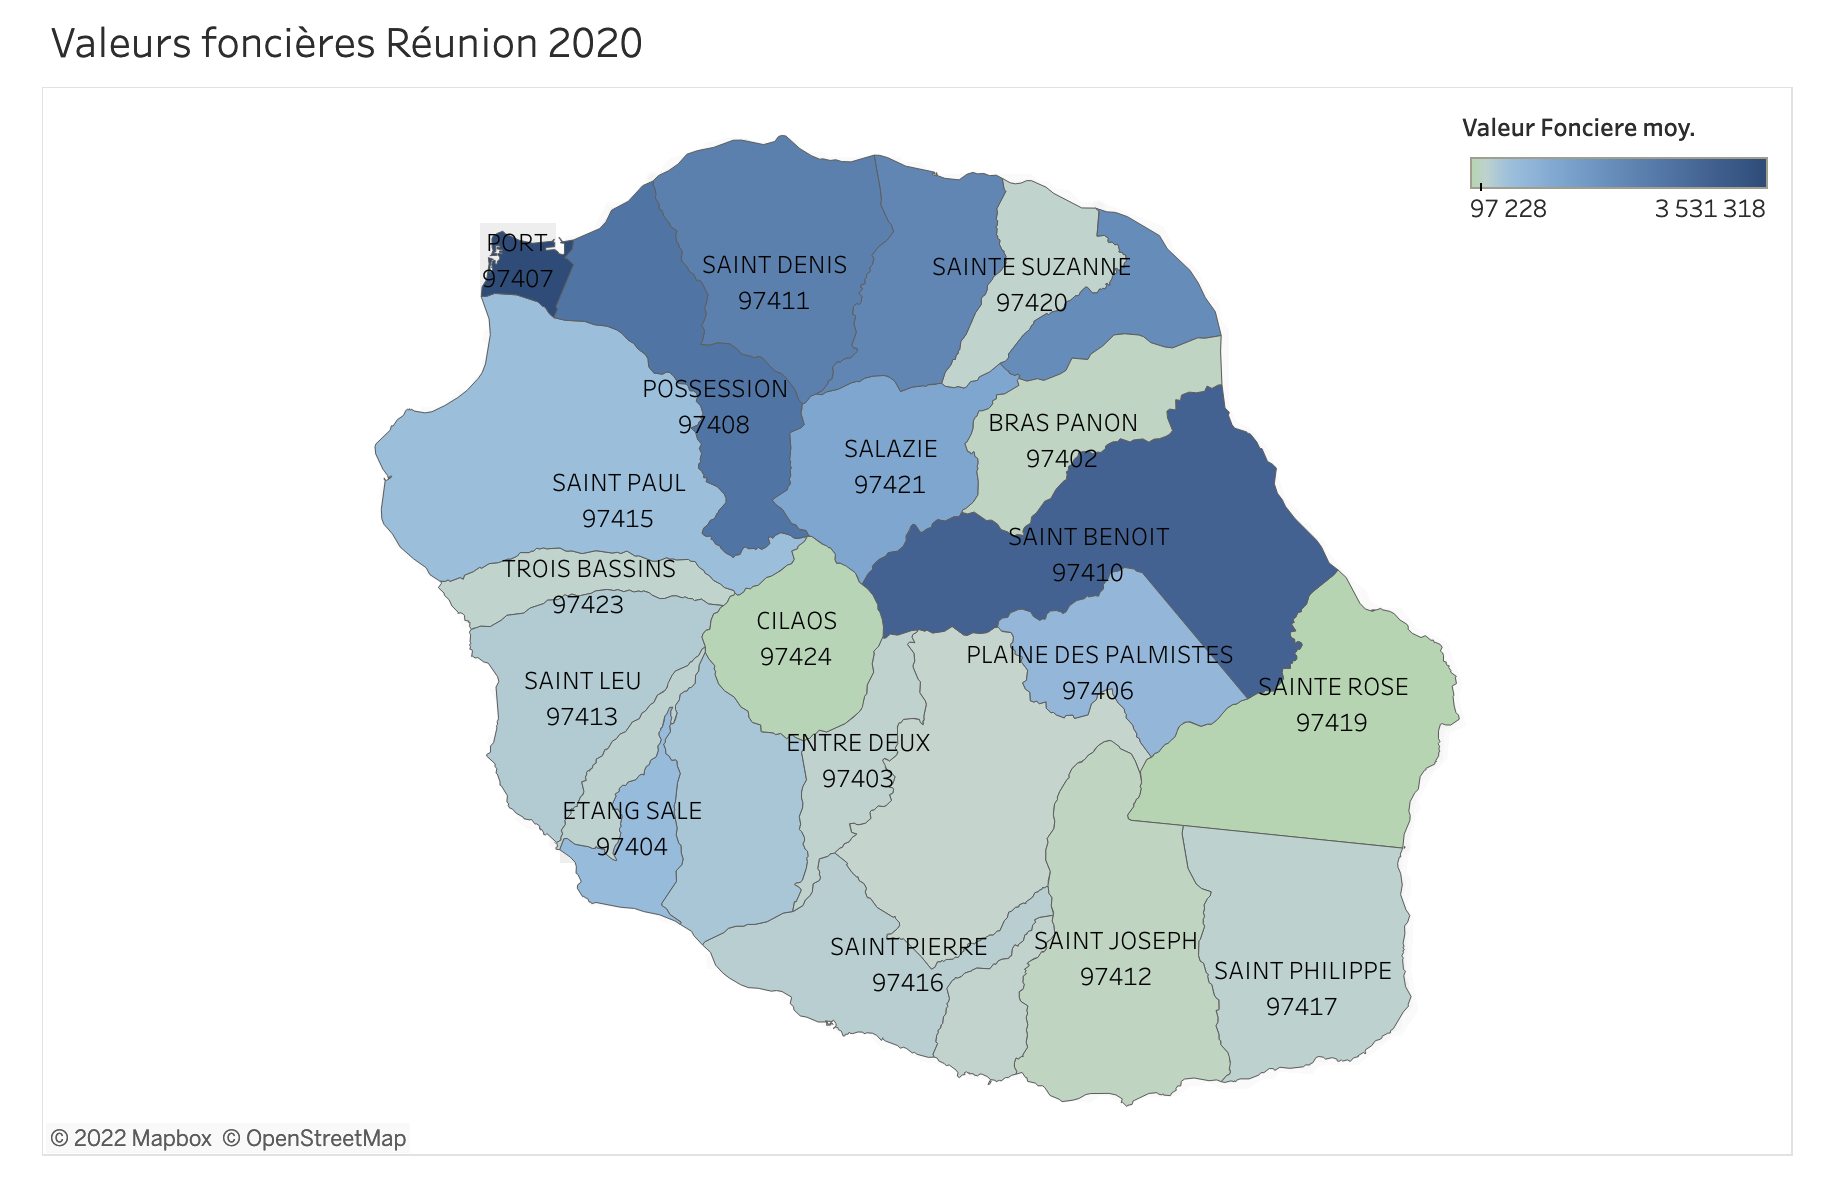 Valeurs foncières Réunion 2020
Valeur Fonciere moy.
97 228
3 531 318
PORT
97407
SAINT DENIS
97411
SAINTE SUZANNE
97420
POSSESSION
97408
SALAZIE
97421
BRAS PANON
97402
SAINT PAUL
97415
SAINT BENOIT
97410
TROIS BASSINS
97423
CILAOS
97424
PLAINE DES PALMISTES
97406
SAINT LEU
97413
SAINTE ROSE
97419
ENTRE DEUX
97403
ETANG SALE
97404
SAINT PIERRE
97416
SAINT JOSEPH
97412
SAINT PHILIPPE
97417
© 2022 Mapbox © OpenStreetMap